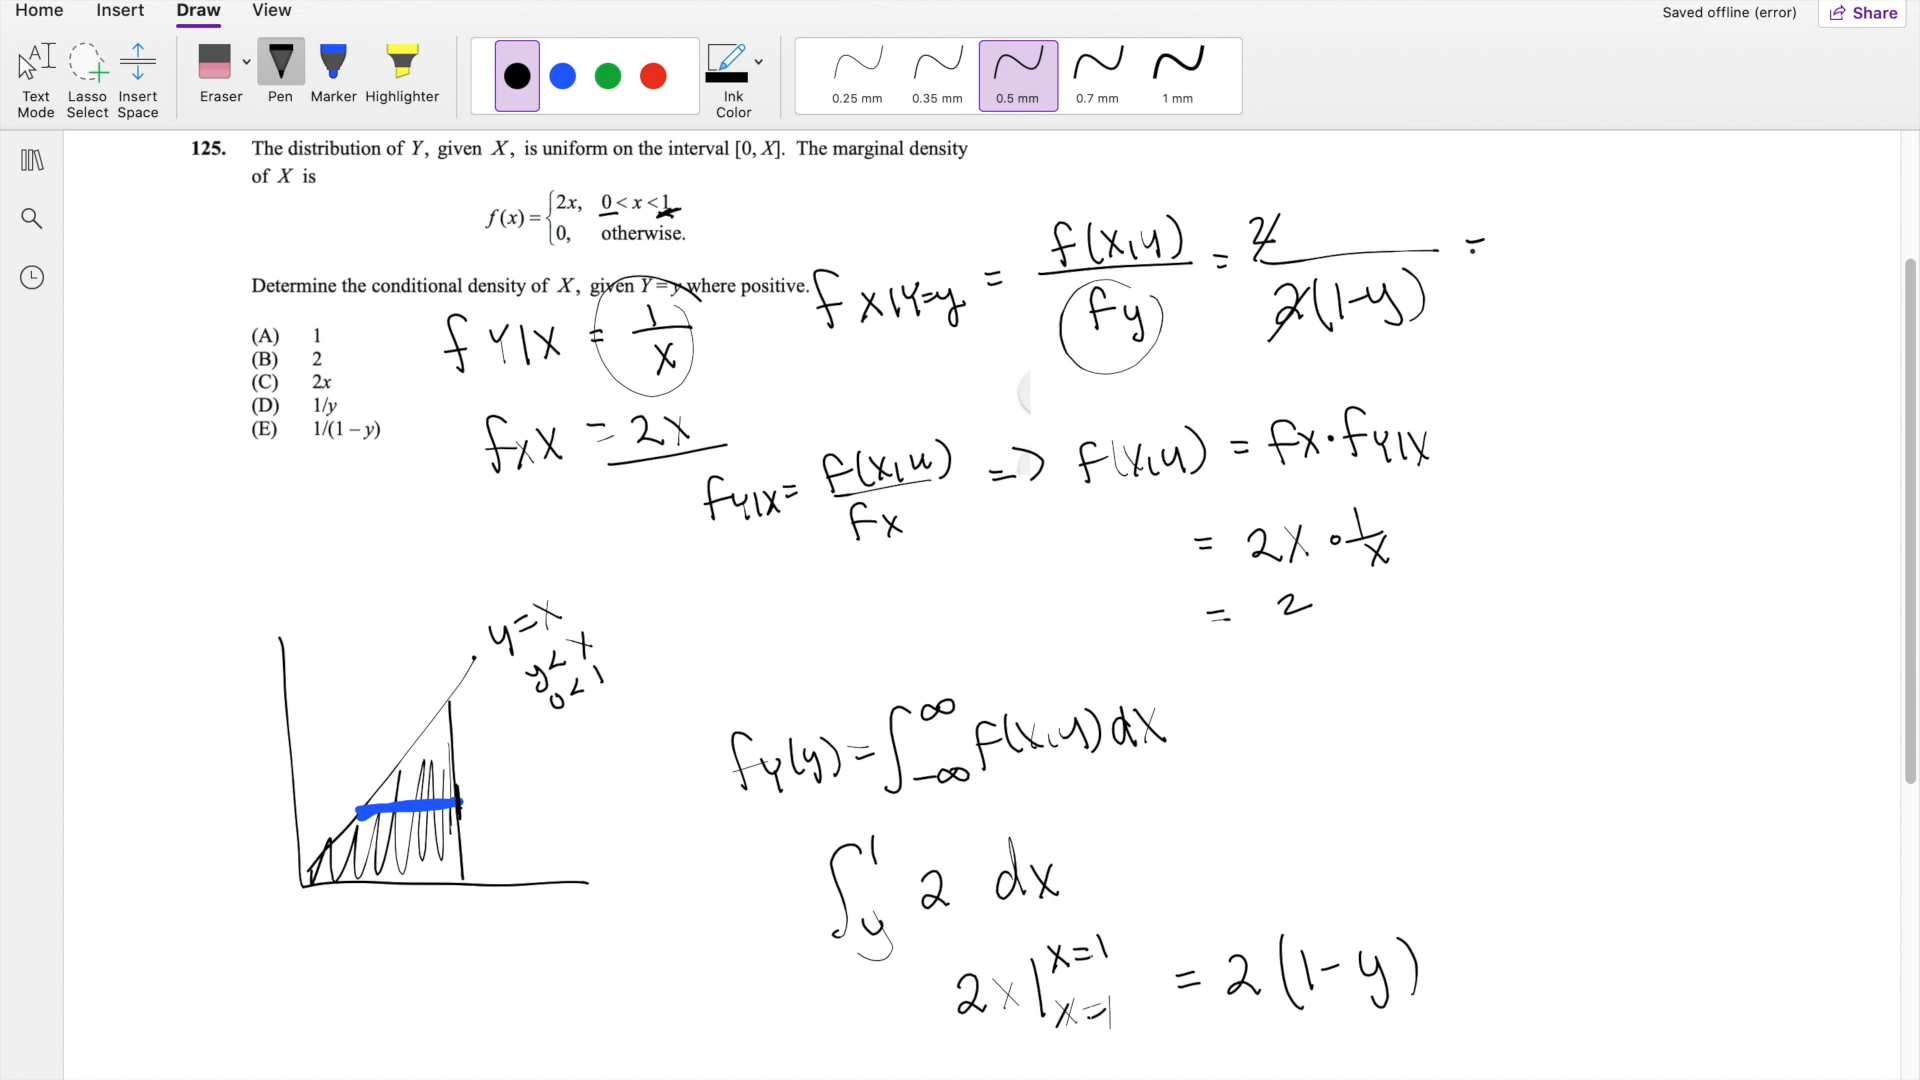 Home Insert Draw View
Saved offline (error) Share
Text Mode Lasso Select Insert Space Eraser Pen Marker Highlighter Ink Color 0.25 mm 0.35 mm 0.5 mm 0.7 mm 1 mm
125. The distribution of Y, given X, is uniform on the interval [0, X]. The marginal density
of X is
f(x) = { 2x, 0 < x < 1
0, otherwise.
Determine the conditional density of X, given Y = y where positive.
(A) 1
(B) 2
(C) 2x
(D) 1/y
(E) 1/(1 – y)
f X|Y=y = f(x,y) / fy = 2 / 2(1-y) =
f Y|X = 1/x
fxX = 2x
fY|X = f(x,y) / fx => f(x,y) = fx · fY|X
= 2x · 1/x
= 2
y=x
y < x
0 < 1
fy(y) = ∫_-∞^∞ f(x,y) dx
∫_y^1 2 dx
2x |_x=1^x=1 = 2(1-y)